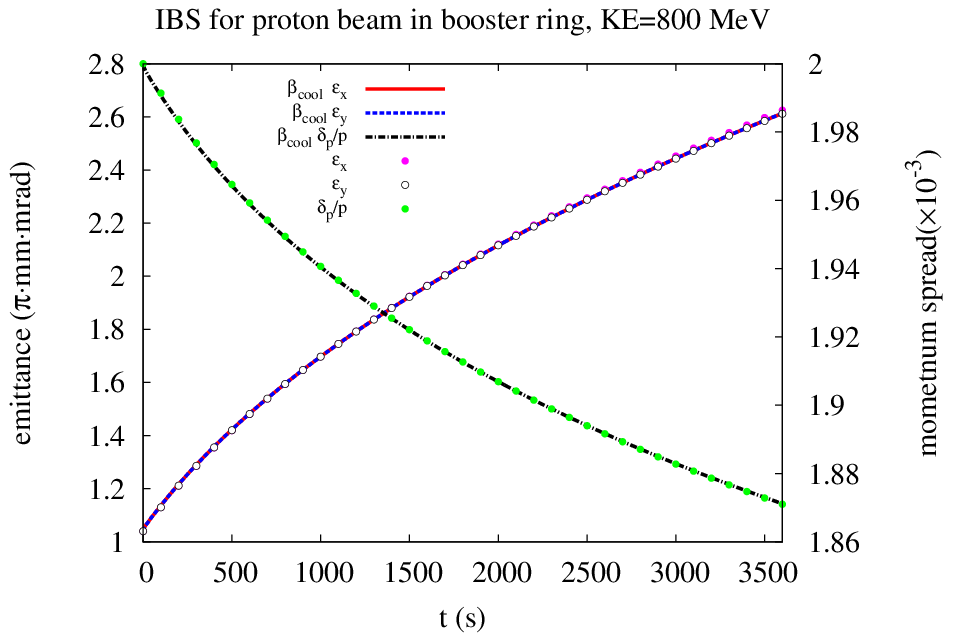 IBS for proton beam in booster ring, KE=800 MeV
β_cool ε_x
β_cool ε_y
β_cool δ_p/p
ε_x
ε_y
δ_p/p
emittance (π·mm·mrad)
2.8
2.6
2.4
2.2
2
1.8
1.6
1.4
1.2
1
mometnum spread(×10^-3)
2
1.98
1.96
1.94
1.92
1.9
1.88
1.86
0 500 1000 1500 2000 2500 3000 3500
t (s)